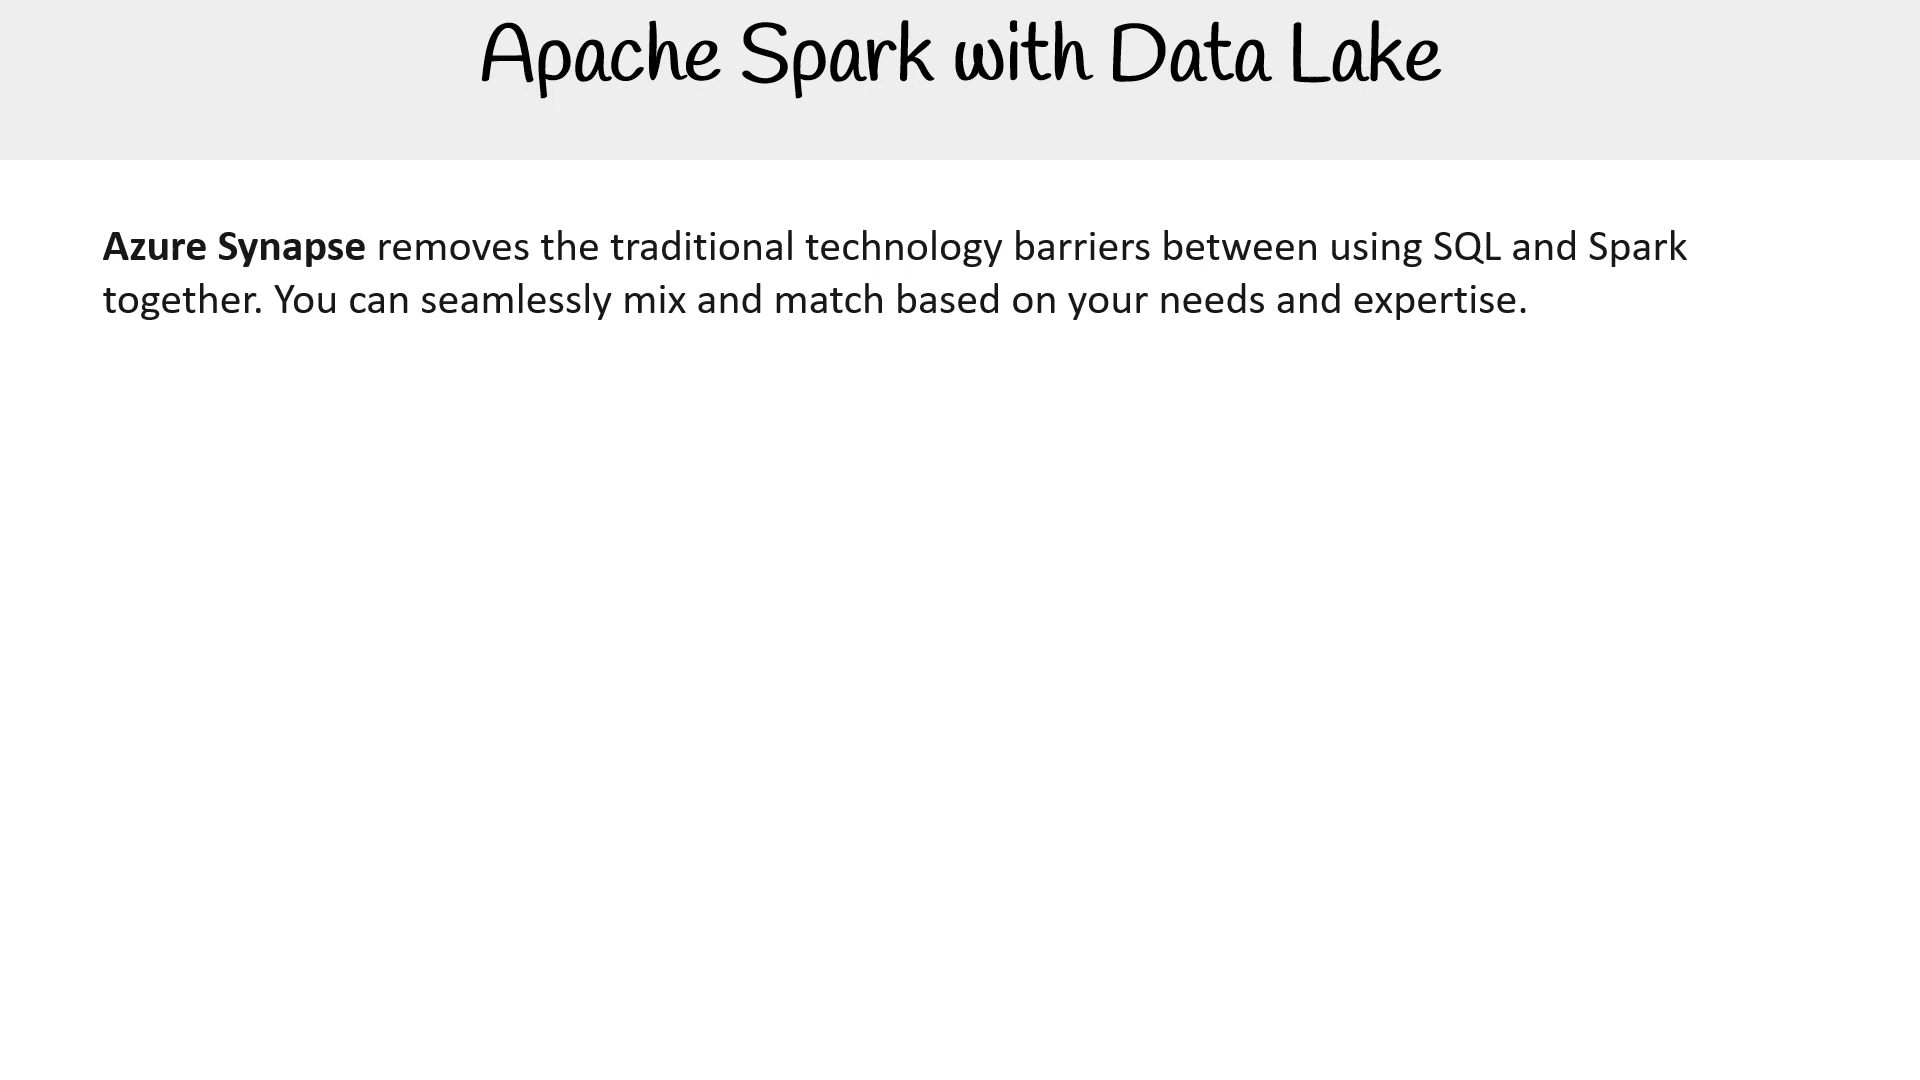 Apache Spark with Data Lake
Azure Synapse removes the traditional technology barriers between using SQL and Spark
together. You can seamlessly mix and match based on your needs and expertise.